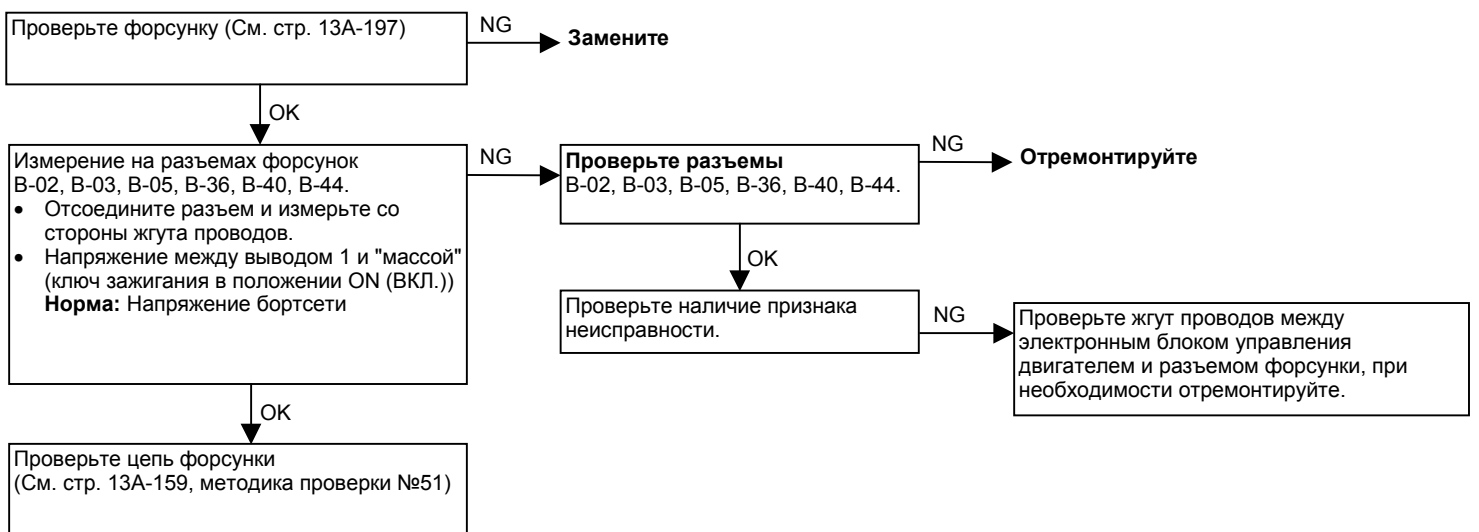 Проверьте форсунку (См. стр. 13А-197)
NG
Замените
OK
Измерение на разъемах форсунок
В-02, В-03, В-05, В-36, В-40, В-44.
• Отсоедините разъем и измерьте со
стороны жгута проводов.
• Напряжение между выводом 1 и "массой"
(ключ зажигания в положении ON (ВКЛ.))
Норма: Напряжение бортсети
NG
Проверьте разъемы
В-02, В-03, В-05, В-36, В-40, В-44.
NG
Отремонтируйте
OK
Проверьте наличие признака
неисправности.
NG
Проверьте жгут проводов между
электронным блоком управления
двигателем и разъемом форсунки, при
необходимости отремонтируйте.
OK
Проверьте цепь форсунки
(См. стр. 13А-159, методика проверки №51)